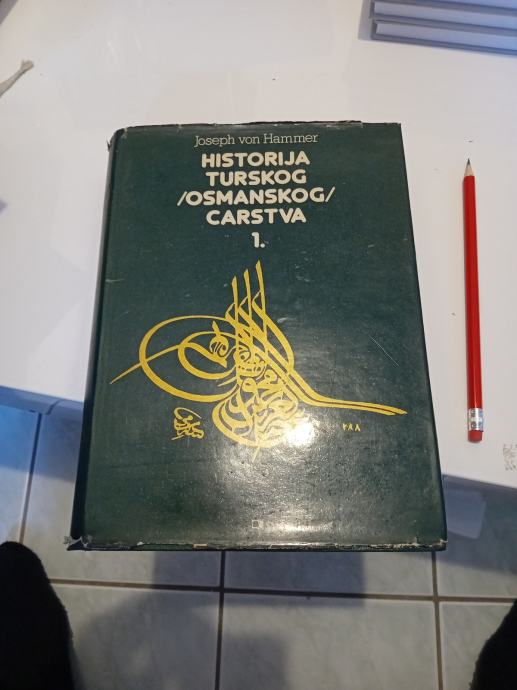 Joseph von Hammer
HISTORIJA
TURSKOG
/OSMANSKOG/
CARSTVA
1.